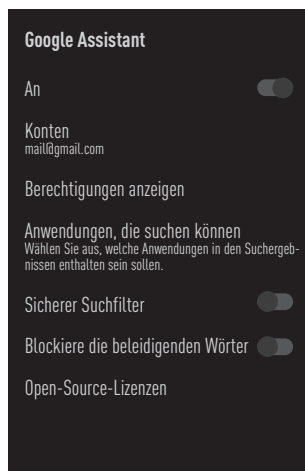 Google Assistant
An
Konten
mail@gmail.com
Berechtigungen anzeigen
Anwendungen, die suchen können
Wählen Sie aus, welche Anwendungen in den Suchergeb-
nissen enthalten sein sollen.
Sicherer Suchfilter
Blockiere die beleidigenden Wörter
Open-Source-Lizenzen